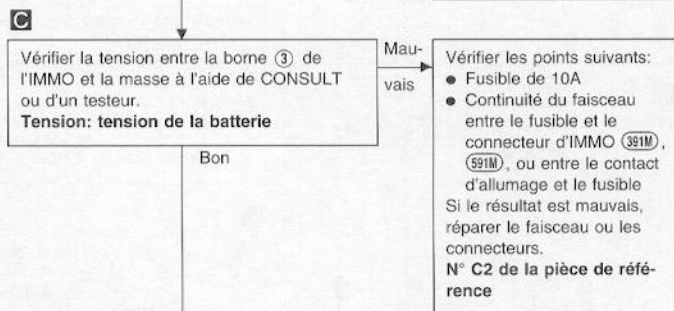 C
Vérifier la tension entre la borne ③ de
l'IMMO et la masse à l'aide de CONSULT
ou d'un testeur.
Tension: tension de la batterie
Mau-
vais
Bon
Vérifier les points suivants:
● Fusible de 10A
● Continuité du faisceau
entre le fusible et le
connecteur d'IMMO (391M),
(591M), ou entre le contact
d'allumage et le fusible
Si le résultat est mauvais,
réparer le faisceau ou les
connecteurs.
N° C2 de la pièce de réfé-
rence